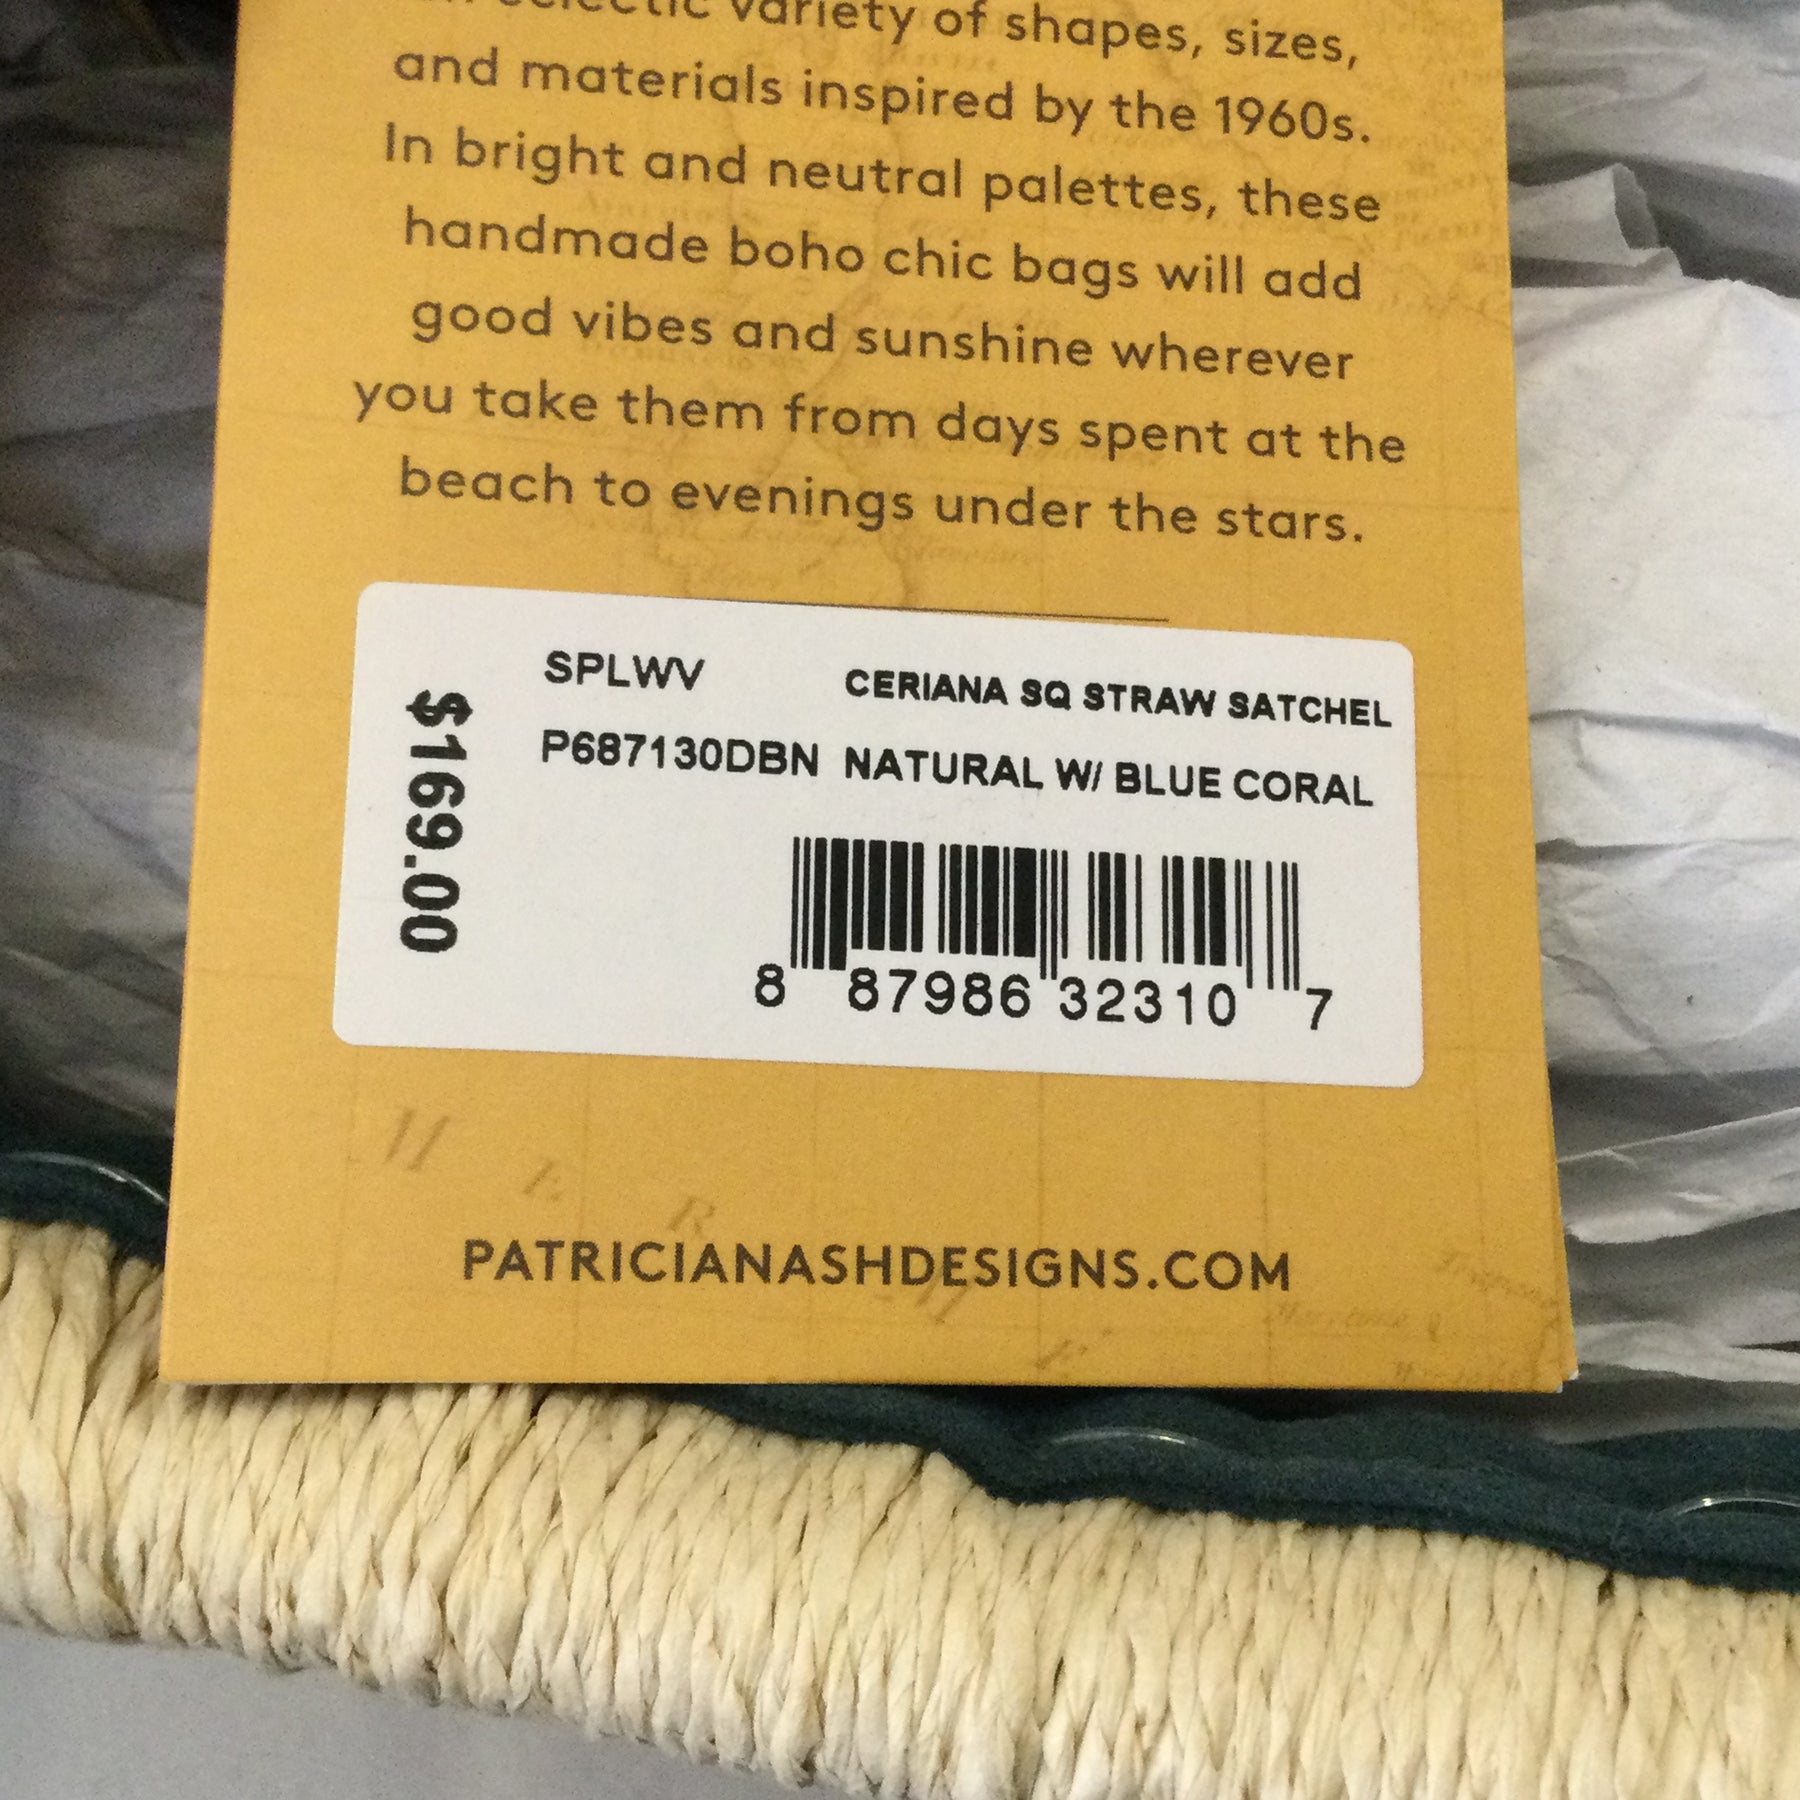 eclectic variety of shapes, sizes,
and materials inspired by the 1960s.
In bright and neutral palettes, these
handmade boho chic bags will add
good vibes and sunshine wherever
you take them from days spent at the
beach to evenings under the stars.
$169.00
SPLWV CERIANA SQ STRAW SATCHEL
P687130DBN NATURAL W/ BLUE CORAL
8 87986 32310 7
PATRICIANASHDESIGNS.COM